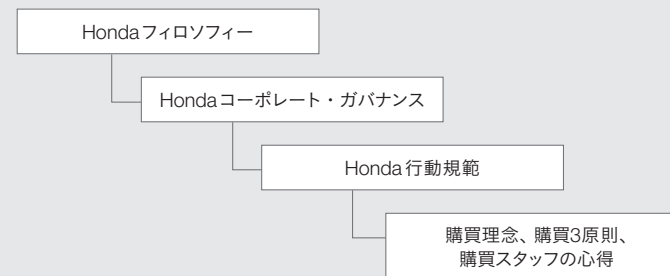 Hondaフィロソフィー
Hondaコーポレート・ガバナンス
Honda行動規範
購買理念、購買3原則、
購買スタッフの心得